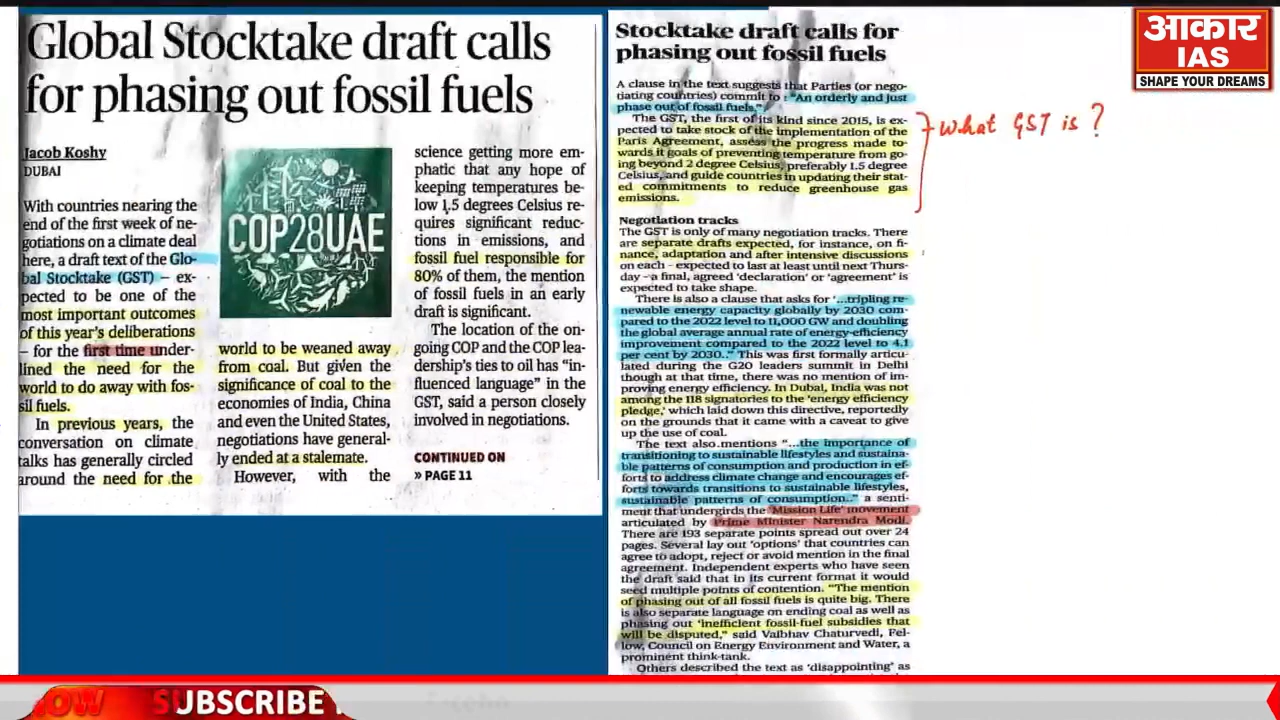 Global Stocktake draft calls
for phasing out fossil fuels
Jacob Koshy
DUBAI
With countries nearing the
end of the first week of ne-
gotiations on a climate deal
here, a draft text of the Glo-
bal Stocktake (GST) – ex-
pected to be one of the
most important outcomes
of this year's deliberations
– for the first time under-
lined the need for the
world to do away with fos-
sil fuels.
In previous years, the
conversation on climate
talks has generally circled
around the need for the
COP28UAE
world to be weaned away
from coal. But given the
significance of coal to the
economies of India, China
and even the United States,
negotiations have general-
ly ended at a stalemate.
However, with the
science getting more em-
phatic that any hope of
keeping temperatures be-
low 1.5 degrees Celsius re-
quires significant reduc-
tions in emissions, and
fossil fuel responsible for
80% of them, the mention
of fossil fuels in an early
draft is significant.
The location of the on-
going COP and the COP lea-
dership's ties to oil has "in-
fluenced language" in the
GST, said a person closely
involved in negotiations.
CONTINUED ON
» PAGE 11
Stocktake draft calls for
phasing out fossil fuels
A clause in the text suggests that Parties (or nego-
tiating countries) commit to : "An orderly and just
phase out of fossil fuels."
The GST, the first of its kind since 2015, is ex-
pected to take stock of the implementation of the
Paris Agreement, assess the progress made to-
wards it goals of preventing temperature from go-
ing beyond 2 degree Celsius, preferably 1.5 degree
Celsius, and guide countries in updating their stat-
ed commitments to reduce greenhouse gas
emissions.
Negotiation tracks
The GST is only of many negotiation tracks. There
are separate drafts expected, for instance, on fi-
nance, adaptation and after intensive discussions
on each – expected to last at least until next Thurs-
day – a final, agreed 'declaration' or 'agreement' is
expected to take shape.
There is also a clause that asks for '...tripling re-
newable energy capacity globally by 2030 com-
pared to the 2022 level to 11,000 GW and doubling
the global average annual rate of energy-efficiency
improvement compared to the 2022 level to 4.1
per cent by 2030.." This was first formally articu-
lated during the G20 leaders summit in Delhi
though at that time, there was no mention of im-
proving energy efficiency. In Dubai, India was not
among the 118 signatories to the 'energy efficiency
pledge,' which laid down this directive, reportedly
on the grounds that it came with a caveat to give
up the use of coal.
The text also mentions "...the importance of
transitioning to sustainable lifestyles and sustaina-
ble patterns of consumption and production in ef-
forts to address climate change and encourages ef-
forts towards transitions to sustainable lifestyles,
sustainable patterns of consumption.." a senti-
ment that undergirds the 'Mission Life' movement
articulated by Prime Minister Narendra Modi.
There are 193 separate points spread out over 24
pages. Several lay out 'options' that countries can
agree to adopt, reject or avoid mention in the final
agreement. Independent experts who have seen
the draft said that in its current format it would
seed multiple points of contention. "The mention
of phasing out of all fossil fuels is quite big. There
is also separate language on ending coal as well as
phasing out 'inefficient fossil-fuel subsidies that
will be disputed," said Vaibhav Chaturvedi, Fel-
low, Council on Energy Environment and Water, a
prominent think-tank.
Others described the text as 'disappointing' as
What GST is ?
आकार
IAS
SHAPE YOUR DREAMS
SUBSCRIBE